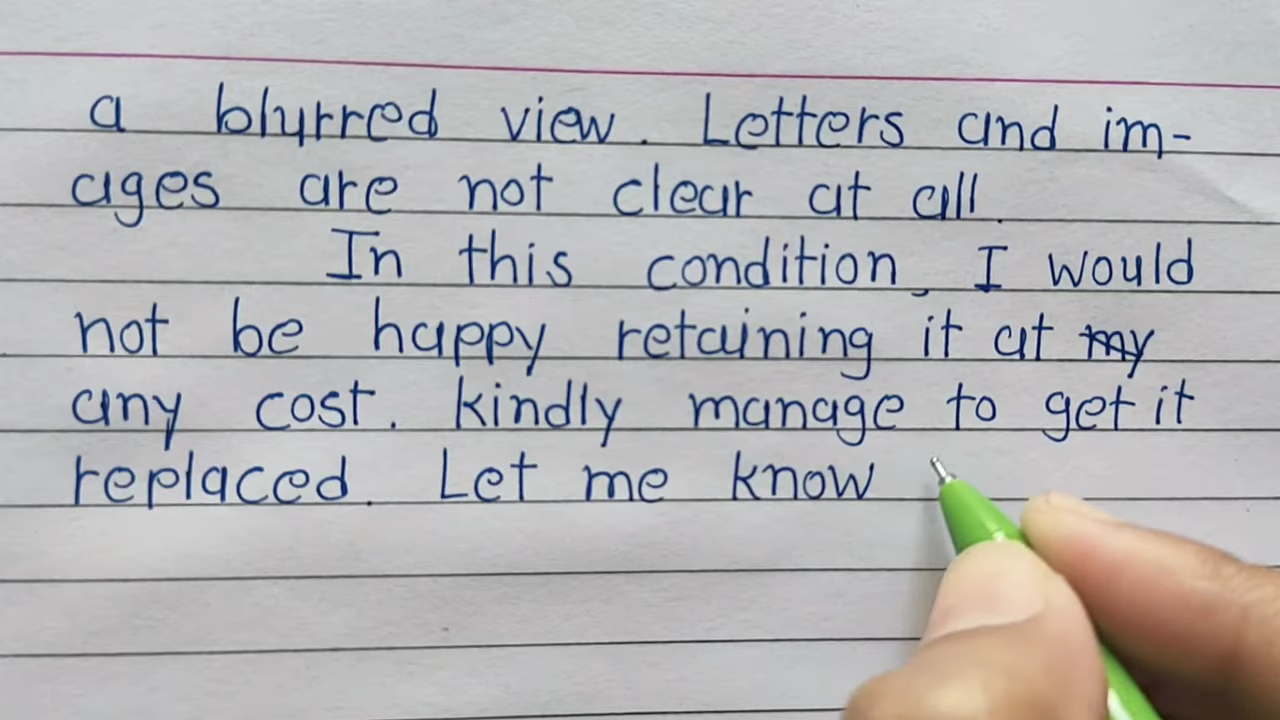 a blurred view. Letters and im-
ages are not clear at all.
In this condition, I would
not be happy retaining it at my
any cost. kindly manage to get it
replaced. Let me know